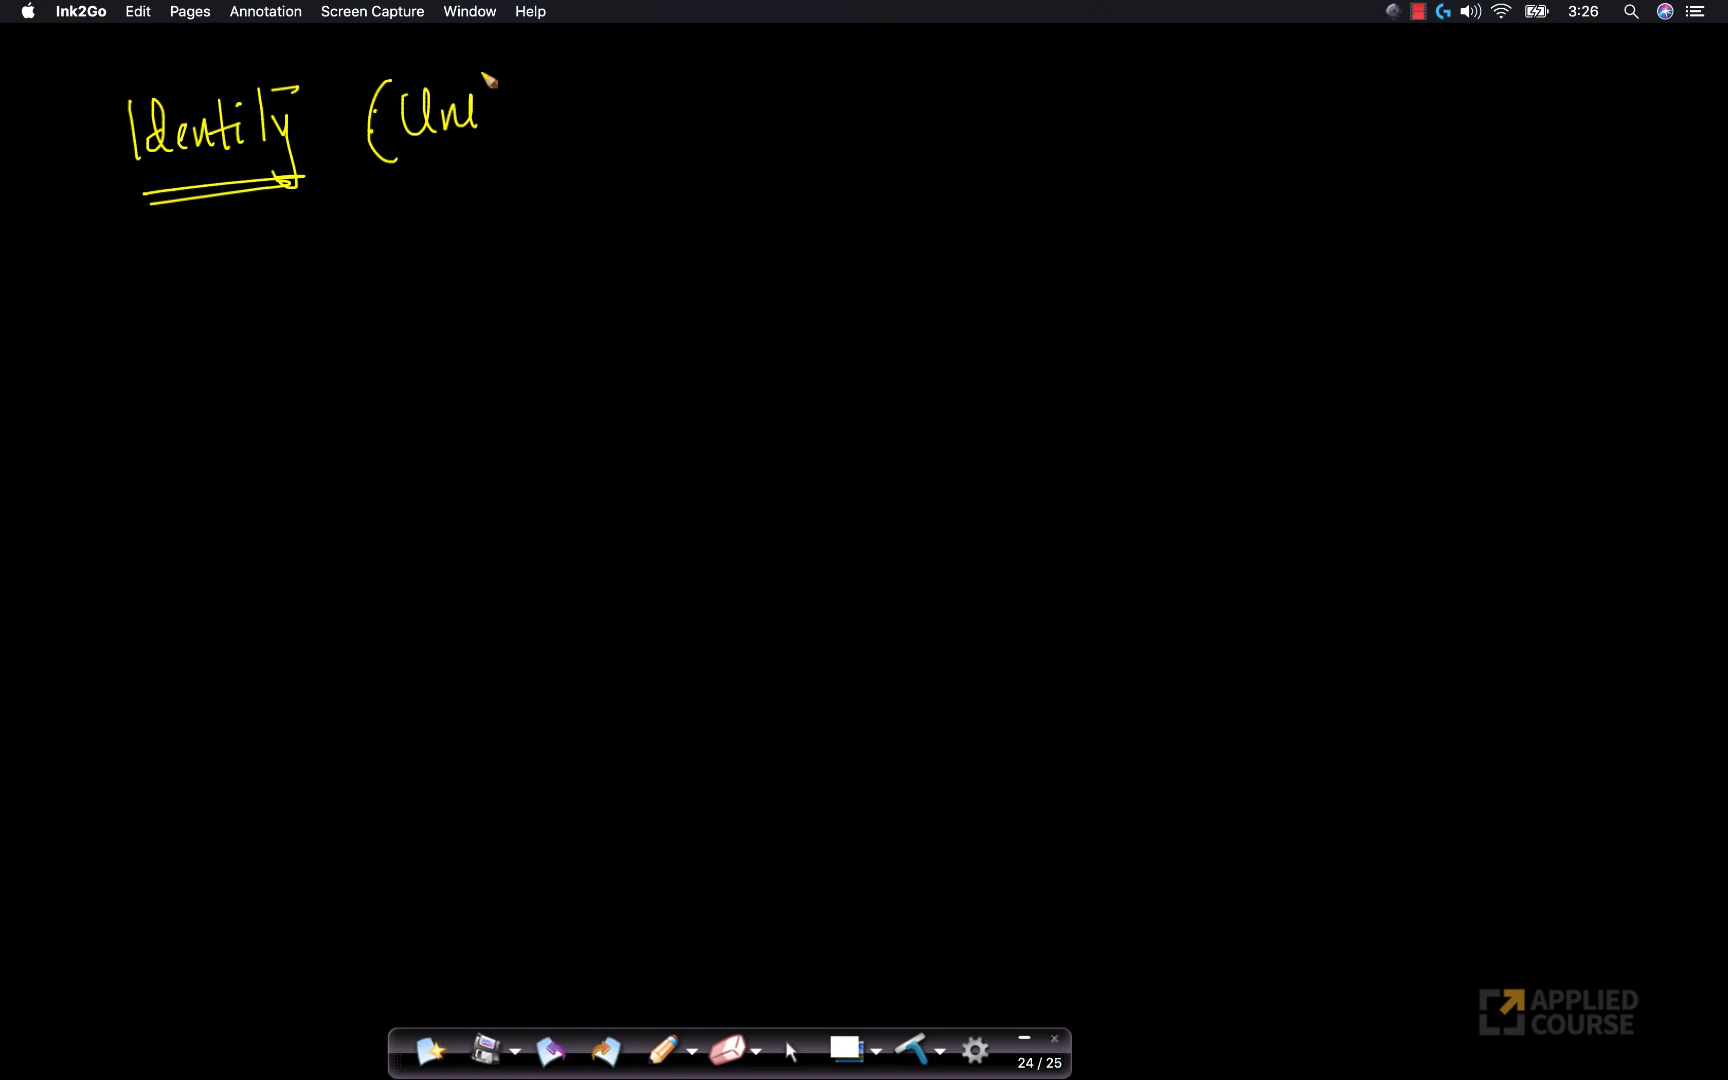 Ink2Go Edit Pages Annotation Screen Capture Window Help 3:26
Identity (Uni
24 / 25
APPLIED
COURSE